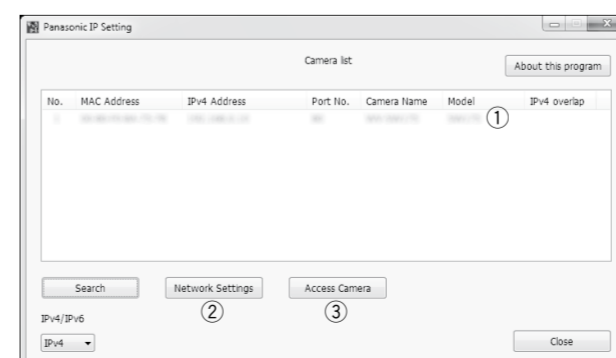 Panasonic IP Setting
Camera list
About this program
No. MAC Address IPv4 Address Port No. Camera Name Model IPv4 overlap
①
Search Network Settings Access Camera
② ③
IPv4/IPv6
IPv4 Close